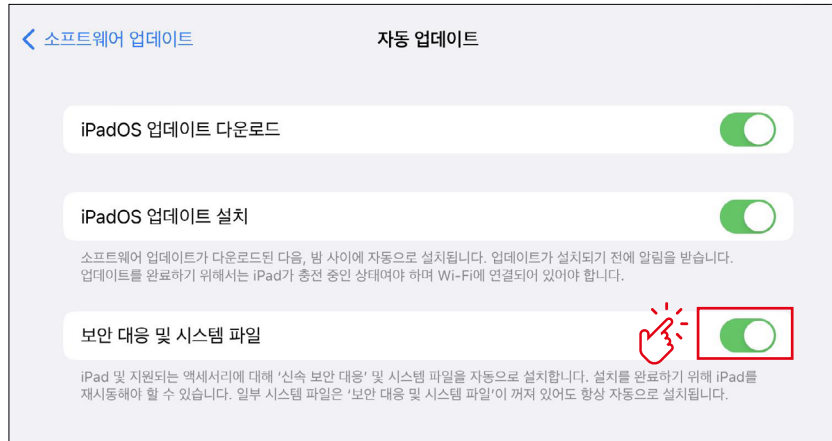 소프트웨어 업데이트
자동 업데이트
iPadOS 업데이트 다운로드
iPadOS 업데이트 설치
소프트웨어 업데이트가 다운로드된 다음, 밤 사이에 자동으로 설치됩니다. 업데이트가 설치되기 전에 알림을 받습니다.
업데이트를 완료하기 위해서는 iPad가 충전 중인 상태여야 하며 Wi-Fi에 연결되어 있어야 합니다.
보안 대응 및 시스템 파일
iPad 및 지원되는 액세서리에 대해 ‘신속 보안 대응’ 및 시스템 파일을 자동으로 설치합니다. 설치를 완료하기 위해 iPad를
재시동해야 할 수 있습니다. 일부 시스템 파일은 ‘보안 대응 및 시스템 파일’이 꺼져 있어도 항상 자동으로 설치됩니다.